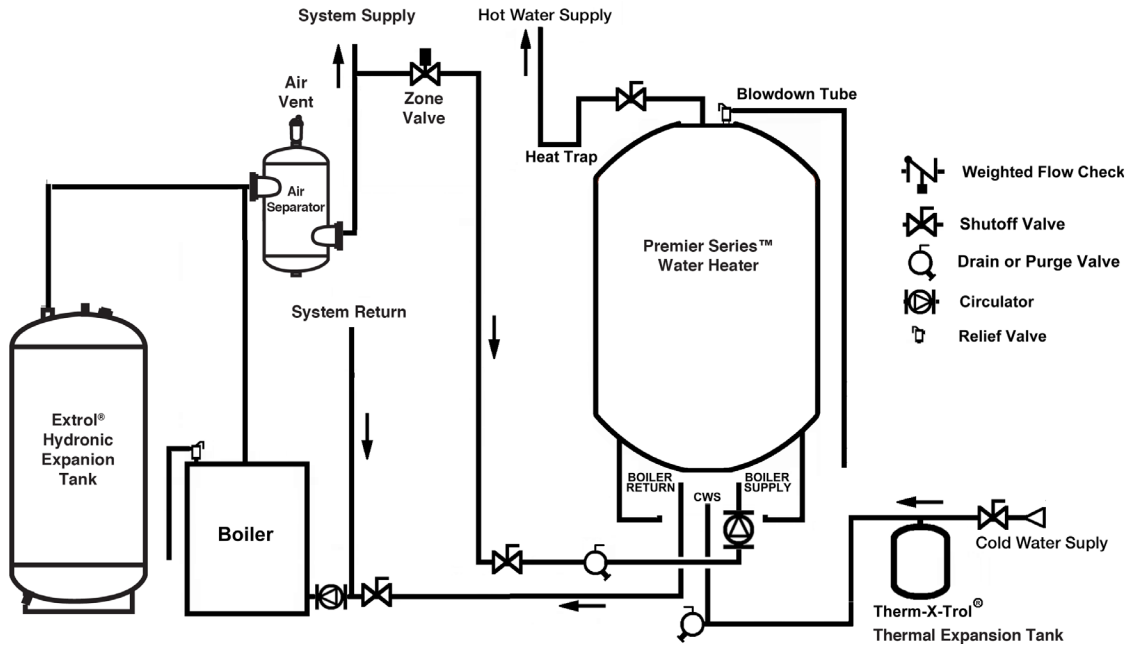 System Supply
Hot Water Supply
Air
Vent
Zone
Valve
Blowdown Tube
Heat Trap
Air
Separator
Weighted Flow Check
Shutoff Valve
Drain or Purge Valve
Circulator
Relief Valve
Premier Series™
Water Heater
System Return
Extrol®
Hydronic
Expanion
Tank
Boiler
BOILER
RETURN
CWS
BOILER
SUPPLY
Cold Water Suply
Therm-X-Trol®
Thermal Expansion Tank